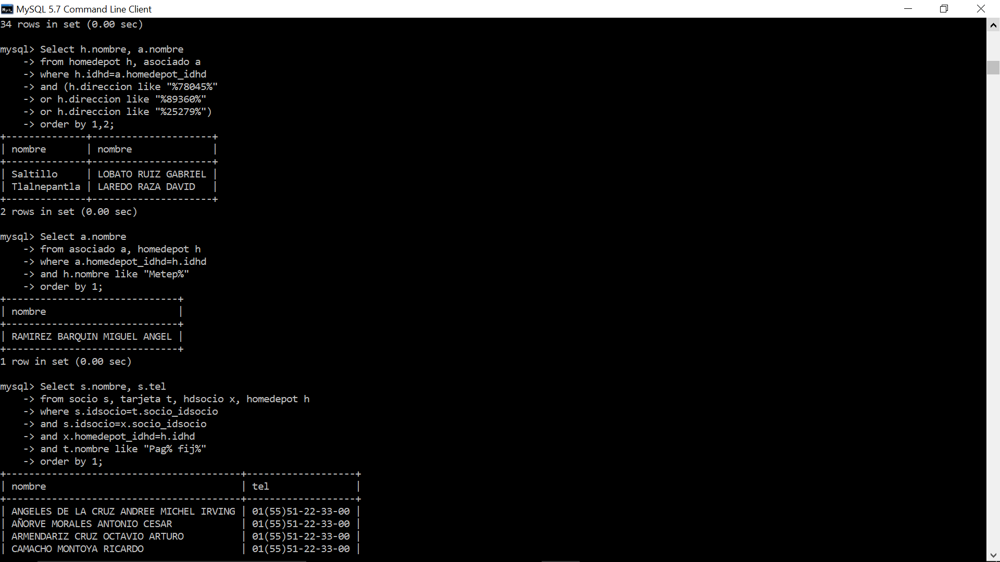 MySQL 5.7 Command Line Client
34 rows in set (0.00 sec)
mysql> Select h.nombre, a.nombre
    -> from homedepot h, asociado a
    -> where h.idhd=a.homedepot_idhd
    -> and (h.direccion like "%78045%"
    -> or h.direccion like "%89360%"
    -> or h.direccion like "%25279%")
    -> order by 1,2;
+--------------+---------------------+
| nombre       | nombre              |
+--------------+---------------------+
| Saltillo     | LOBATO RUIZ GABRIEL |
| Tlalnepantla | LAREDO RAZA DAVID   |
+--------------+---------------------+
2 rows in set (0.00 sec)
mysql> Select a.nombre
    -> from asociado a, homedepot h
    -> where a.homedepot_idhd=h.idhd
    -> and h.nombre like "Metep%"
    -> order by 1;
+------------------------------+
| nombre                       |
+------------------------------+
| RAMIREZ BARQUIN MIGUEL ANGEL |
+------------------------------+
1 row in set (0.00 sec)
mysql> Select s.nombre, s.tel
    -> from socio s, tarjeta t, hdsocio x, homedepot h
    -> where s.idsocio=t.socio_idsocio
    -> and s.idsocio=x.socio_idsocio
    -> and x.homedepot_idhd=h.idhd
    -> and t.nombre like "Pag% fij%"
    -> order by 1;
+-----------------------------------------+-------------------+
| nombre                                  | tel               |
+-----------------------------------------+-------------------+
| ANGELES DE LA CRUZ ANDREE MICHEL IRVING | 01(55)51-22-33-00 |
| AÑORVE MORALES ANTONIO CESAR            | 01(55)51-22-33-00 |
| ARMENDARIZ CRUZ OCTAVIO ARTURO          | 01(55)51-22-33-00 |
| CAMACHO MONTOYA RICARDO                 | 01(55)51-22-33-00 |